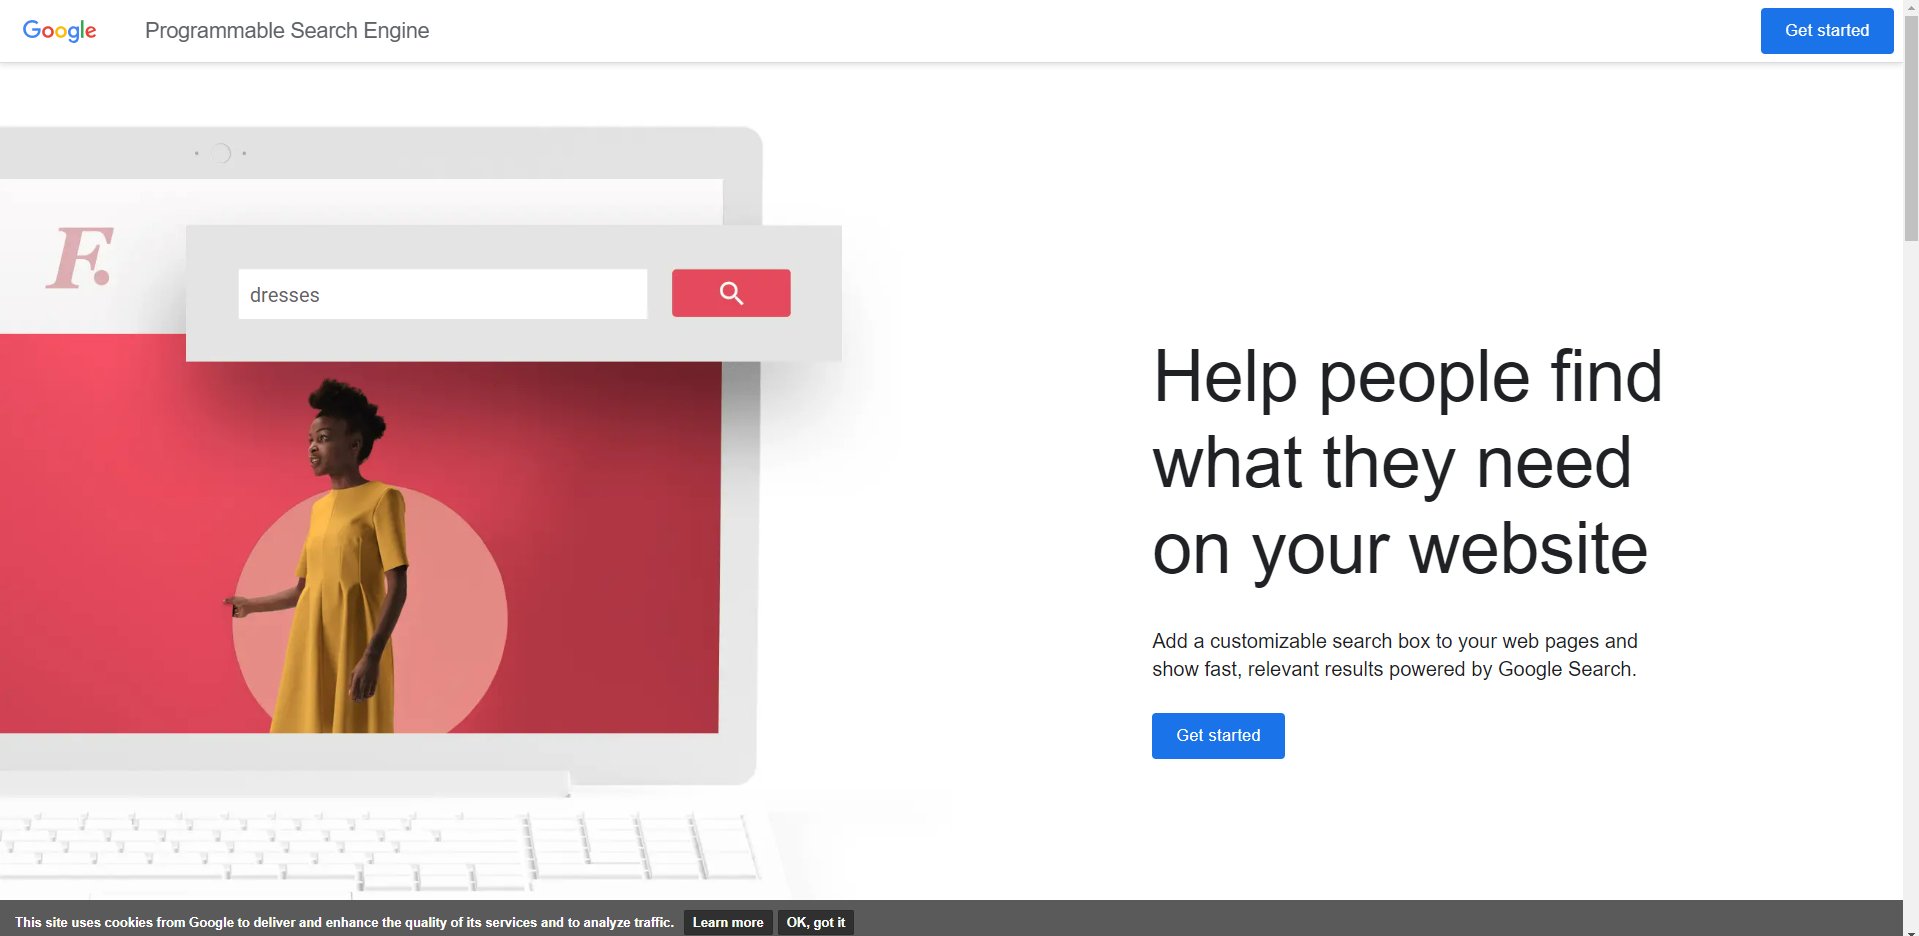 Google Programmable Search Engine Get started
F.
dresses
Help people find
what they need
on your website
Add a customizable search box to your web pages and
show fast, relevant results powered by Google Search.
Get started
This site uses cookies from Google to deliver and enhance the quality of its services and to analyze traffic. Learn more OK, got it